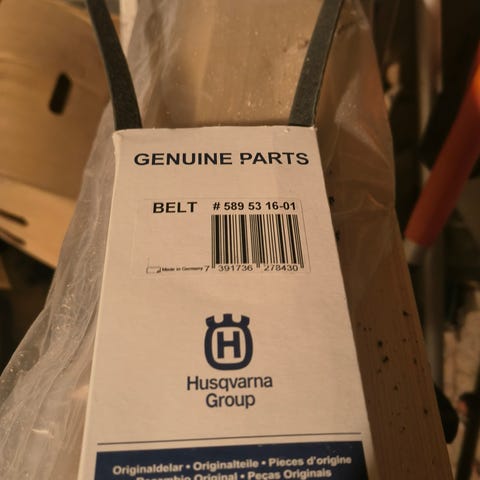 GENUINE PARTS
BELT # 589 53 16-01
Made in Germany 7 391736 278430
H
Husqvarna
Group
Originaldelar • Originalteile • Pieces d'origine
Recambio Original • Peças Originais